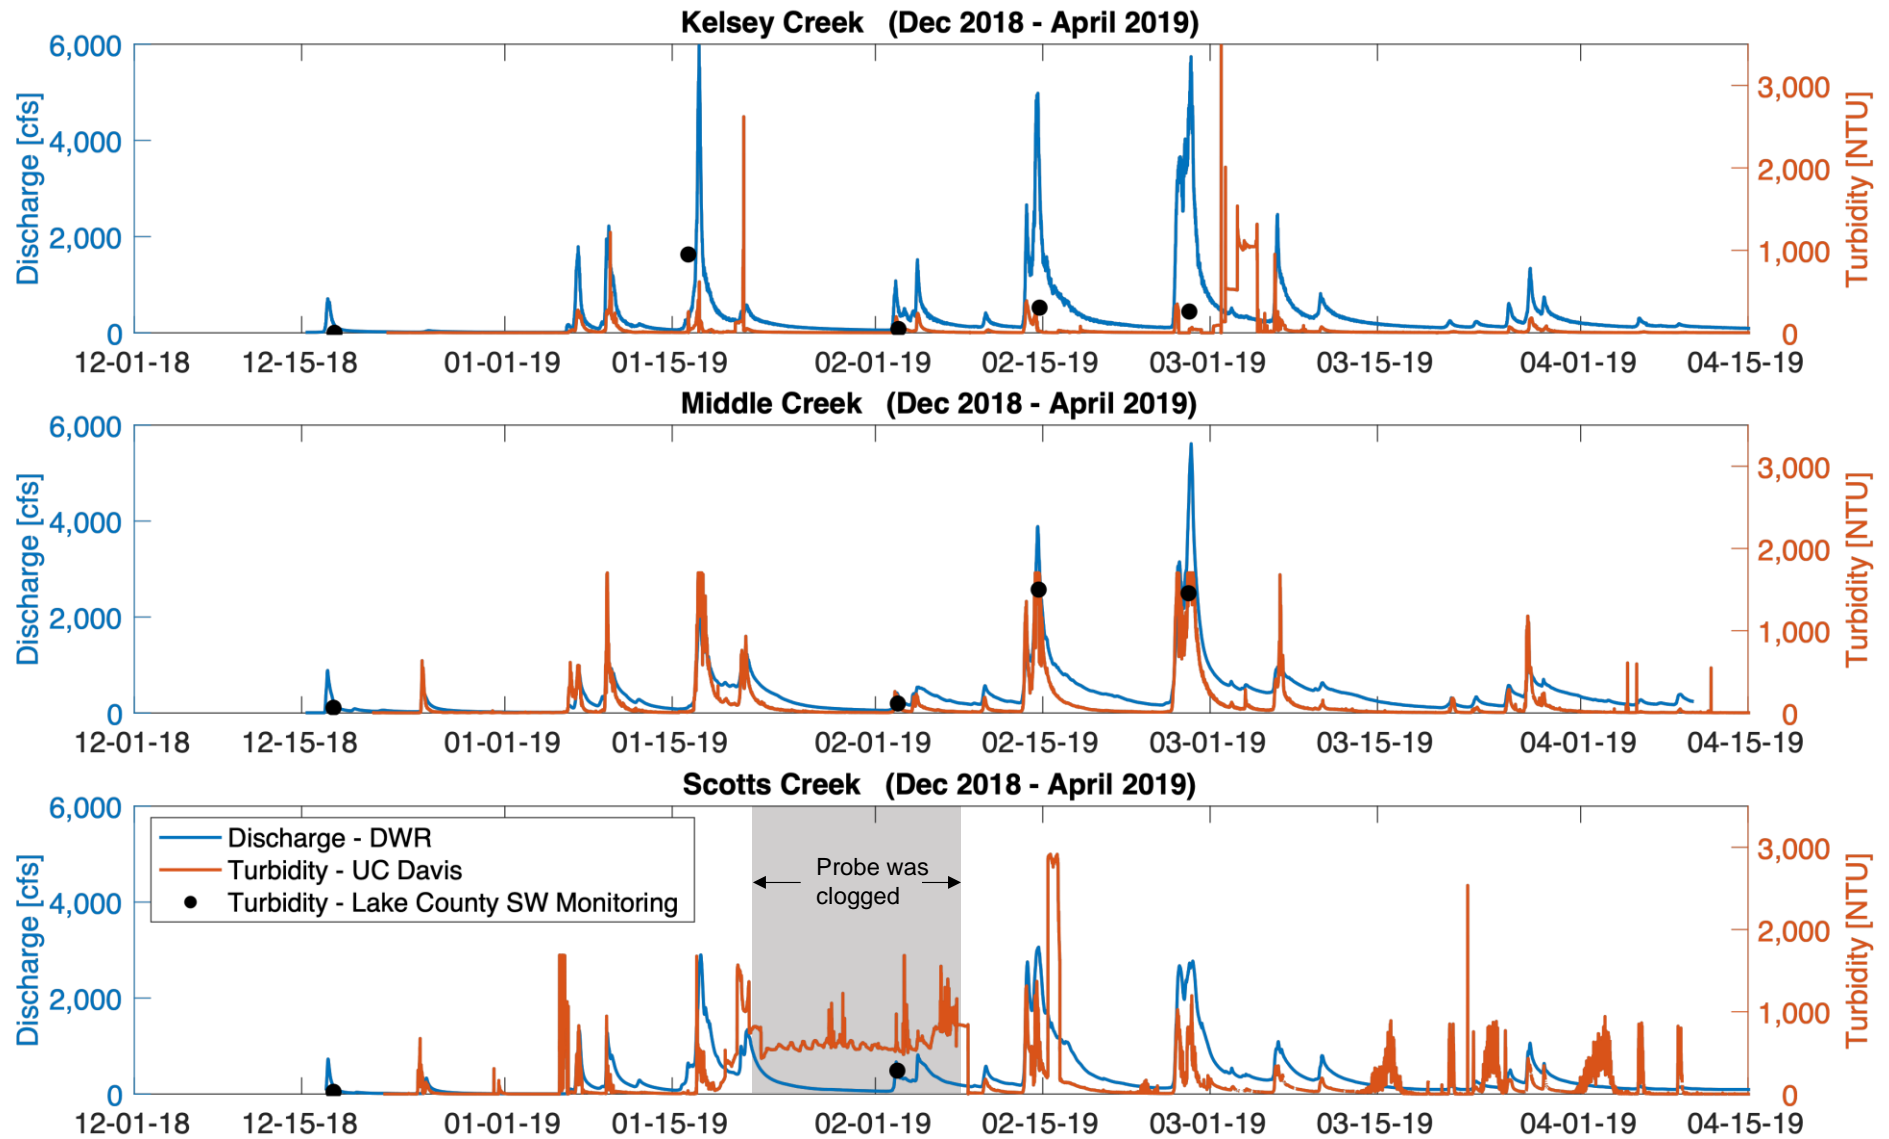 Kelsey Creek (Dec 2018 - April 2019)
6,000
4,000
2,000
0
Discharge [cfs]
3,000
2,000
1,000
0
Turbidity [NTU]
12-01-18 12-15-18 01-01-19 01-15-19 02-01-19 02-15-19 03-01-19 03-15-19 04-01-19 04-15-19
Middle Creek (Dec 2018 - April 2019)
6,000
4,000
2,000
0
Discharge [cfs]
3,000
2,000
1,000
0
Turbidity [NTU]
12-01-18 12-15-18 01-01-19 01-15-19 02-01-19 02-15-19 03-01-19 03-15-19 04-01-19 04-15-19
Scotts Creek (Dec 2018 - April 2019)
6,000
4,000
2,000
0
Discharge [cfs]
Discharge - DWR
Turbidity - UC Davis
Turbidity - Lake County SW Monitoring
Probe was
clogged
3,000
2,000
1,000
0
Turbidity [NTU]
12-01-18 12-15-18 01-01-19 01-15-19 02-01-19 02-15-19 03-01-19 03-15-19 04-01-19 04-15-19